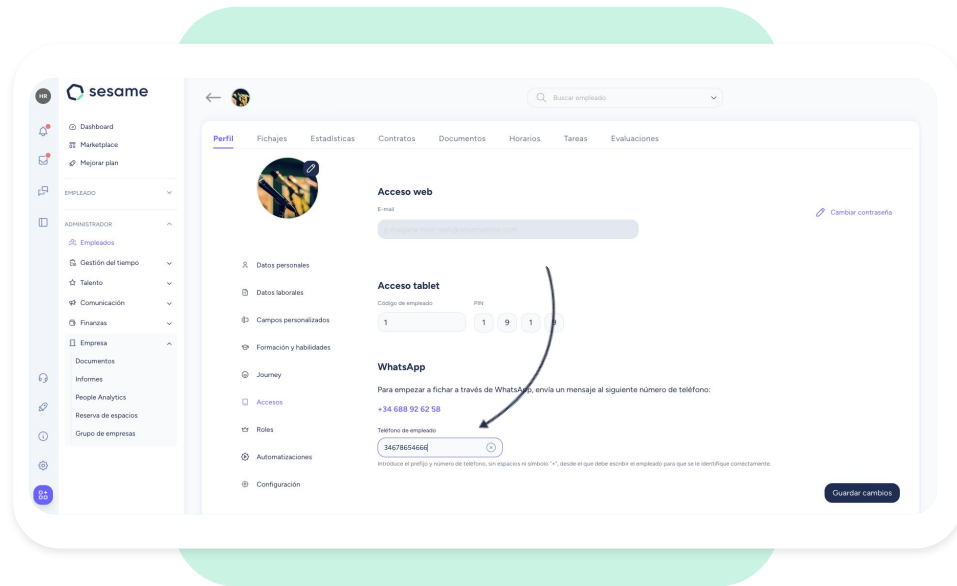 HR
sesame
Buscar empleado
Dashboard
Marketplace
Mejorar plan
EMPLEADO
ADMINISTRADOR
Empleados
Gestión del tiempo
Talento
Comunicación
Finanzas
Empresa
Documentos
Informes
People Analytics
Reserva de espacios
Grupo de empresas
Perfil Fichajes Estadísticas Contratos Documentos Horarios Tareas Evaluaciones
Datos personales
Datos laborales
Campos personalizados
Formación y habilidades
Journey
Accesos
Roles
Automatizaciones
Configuración
Acceso web
E-mail
Cambiar contraseña
Acceso tablet
Código de empleado PIN
1 1 9 1 9
WhatsApp
Para empezar a fichar a través de WhatsApp, envía un mensaje al siguiente número de teléfono:
+34 688 92 62 58
Teléfono de empleado
34678654666
Introduce el prefijo y número de teléfono, sin espacios ni símbolo "+", desde el que debe escribir el empleado para que se le identifique correctamente.
Guardar cambios